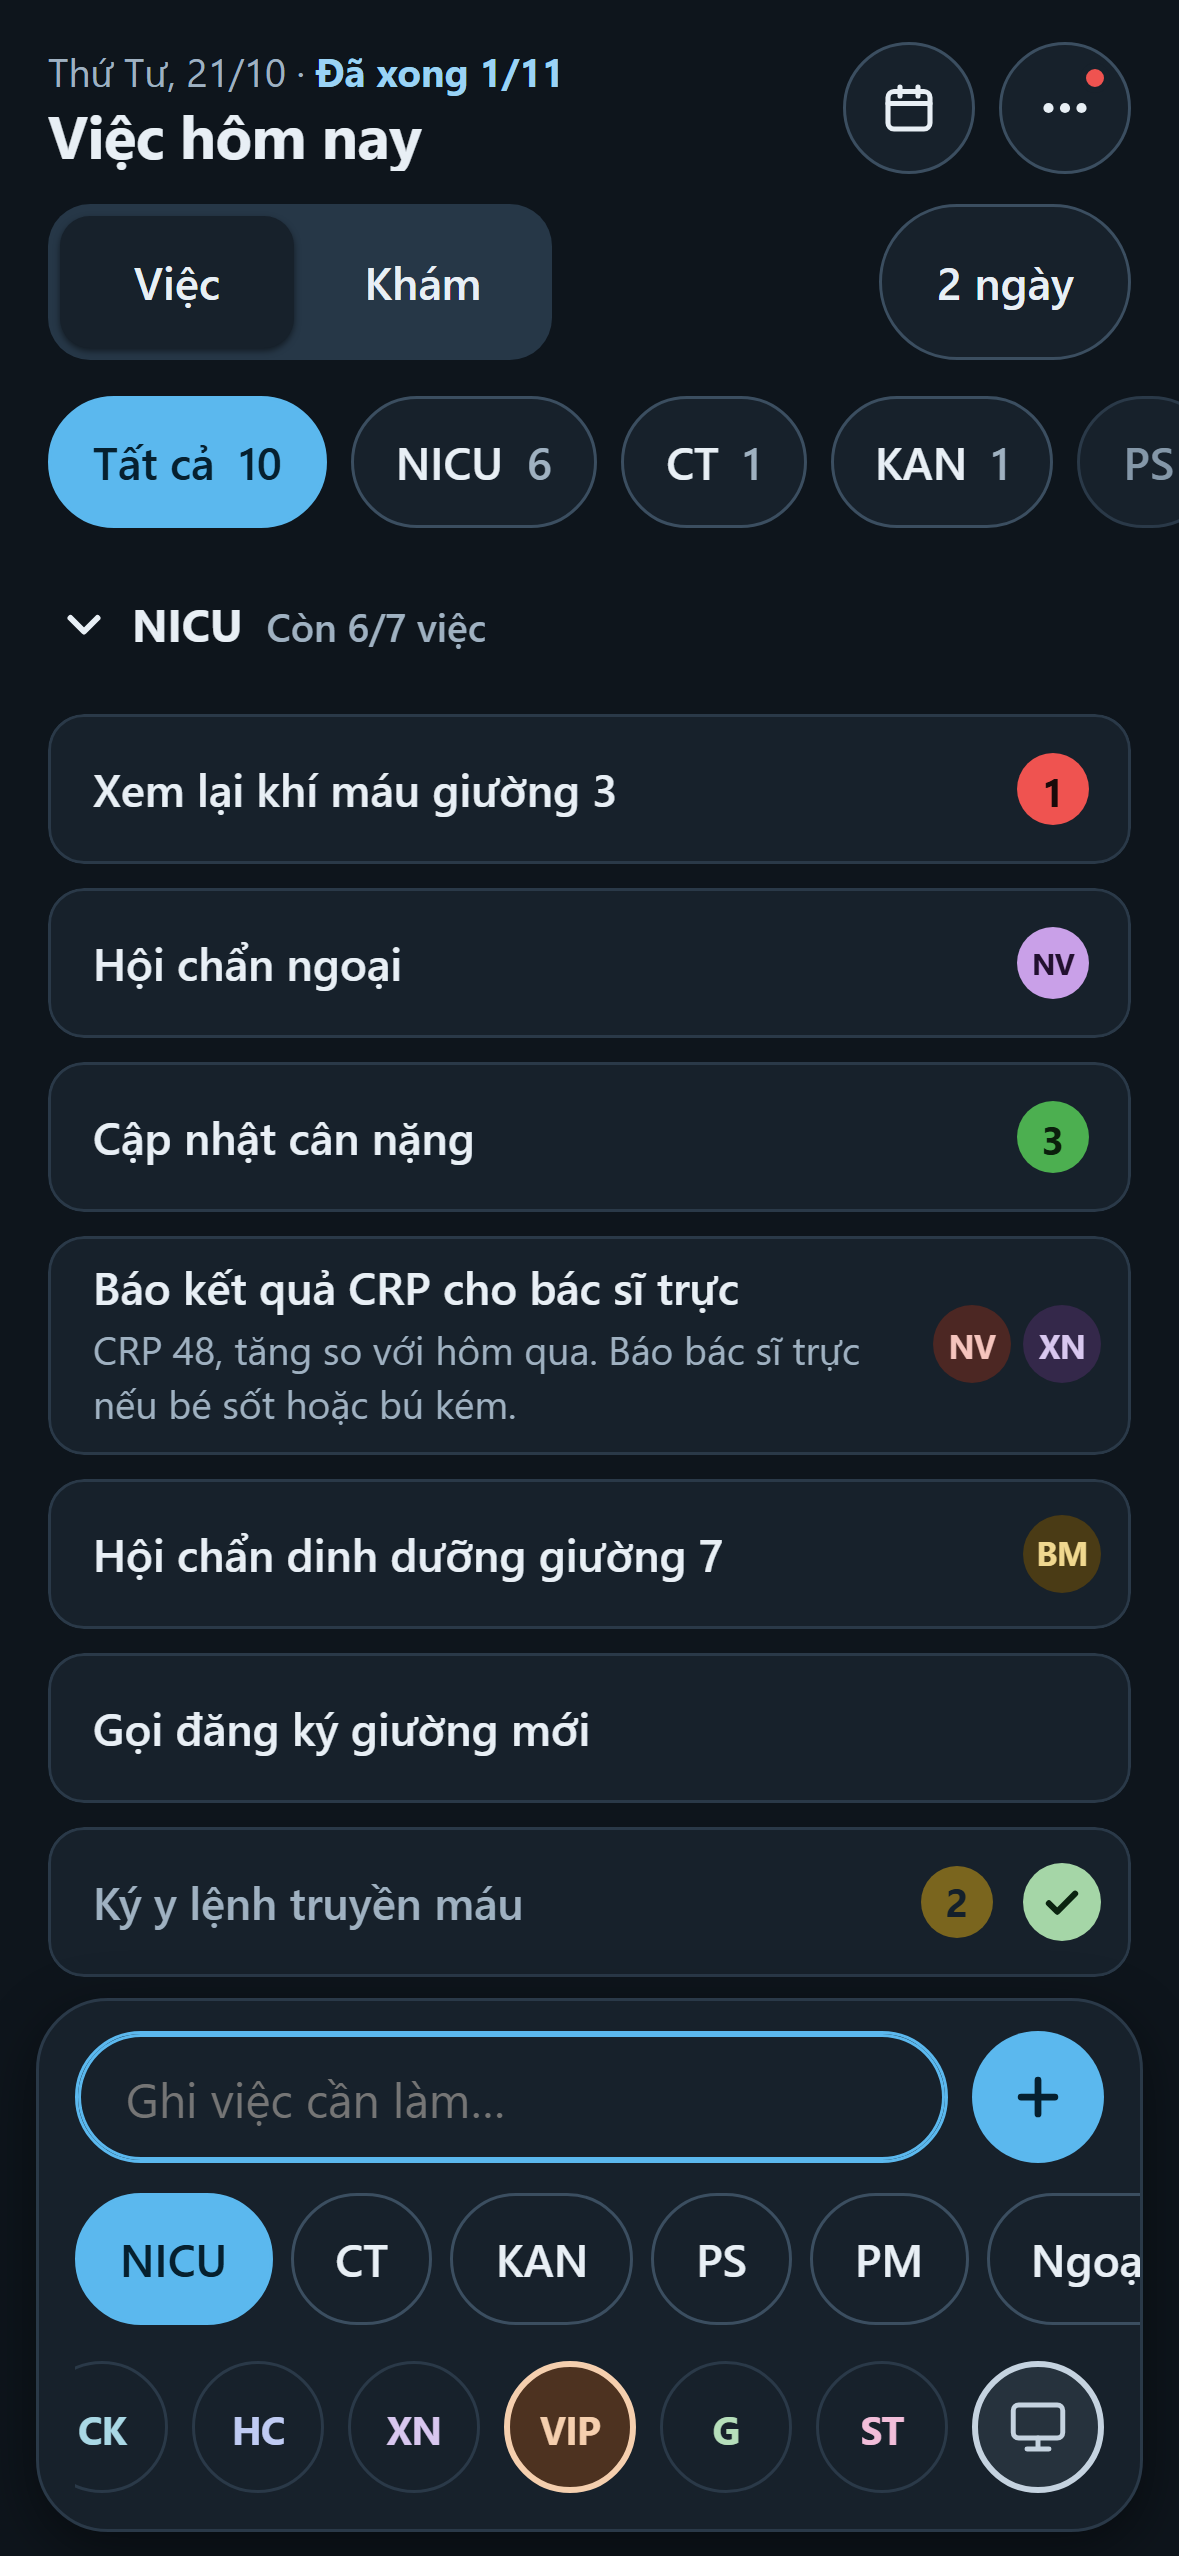 Thứ Tư, 21/10 · Đã xong 1/11
Việc hôm nay
Việc
Khám
2 ngày
Tất cả 10
NICU 6
CT 1
KAN 1
PS
NICU Còn 6/7 việc
Xem lại khí máu giường 3
1
Hội chẩn ngoại
NV
Cập nhật cân nặng
3
Báo kết quả CRP cho bác sĩ trực
CRP 48, tăng so với hôm qua. Báo bác sĩ trực
nếu bé sốt hoặc bú kém.
NV XN
Hội chẩn dinh dưỡng giường 7
BM
Gọi đăng ký giường mới
Ký y lệnh truyền máu
2
Ghi việc cần làm...
NICU CT KAN PS PM Ngoạ
CK HC XN VIP G ST